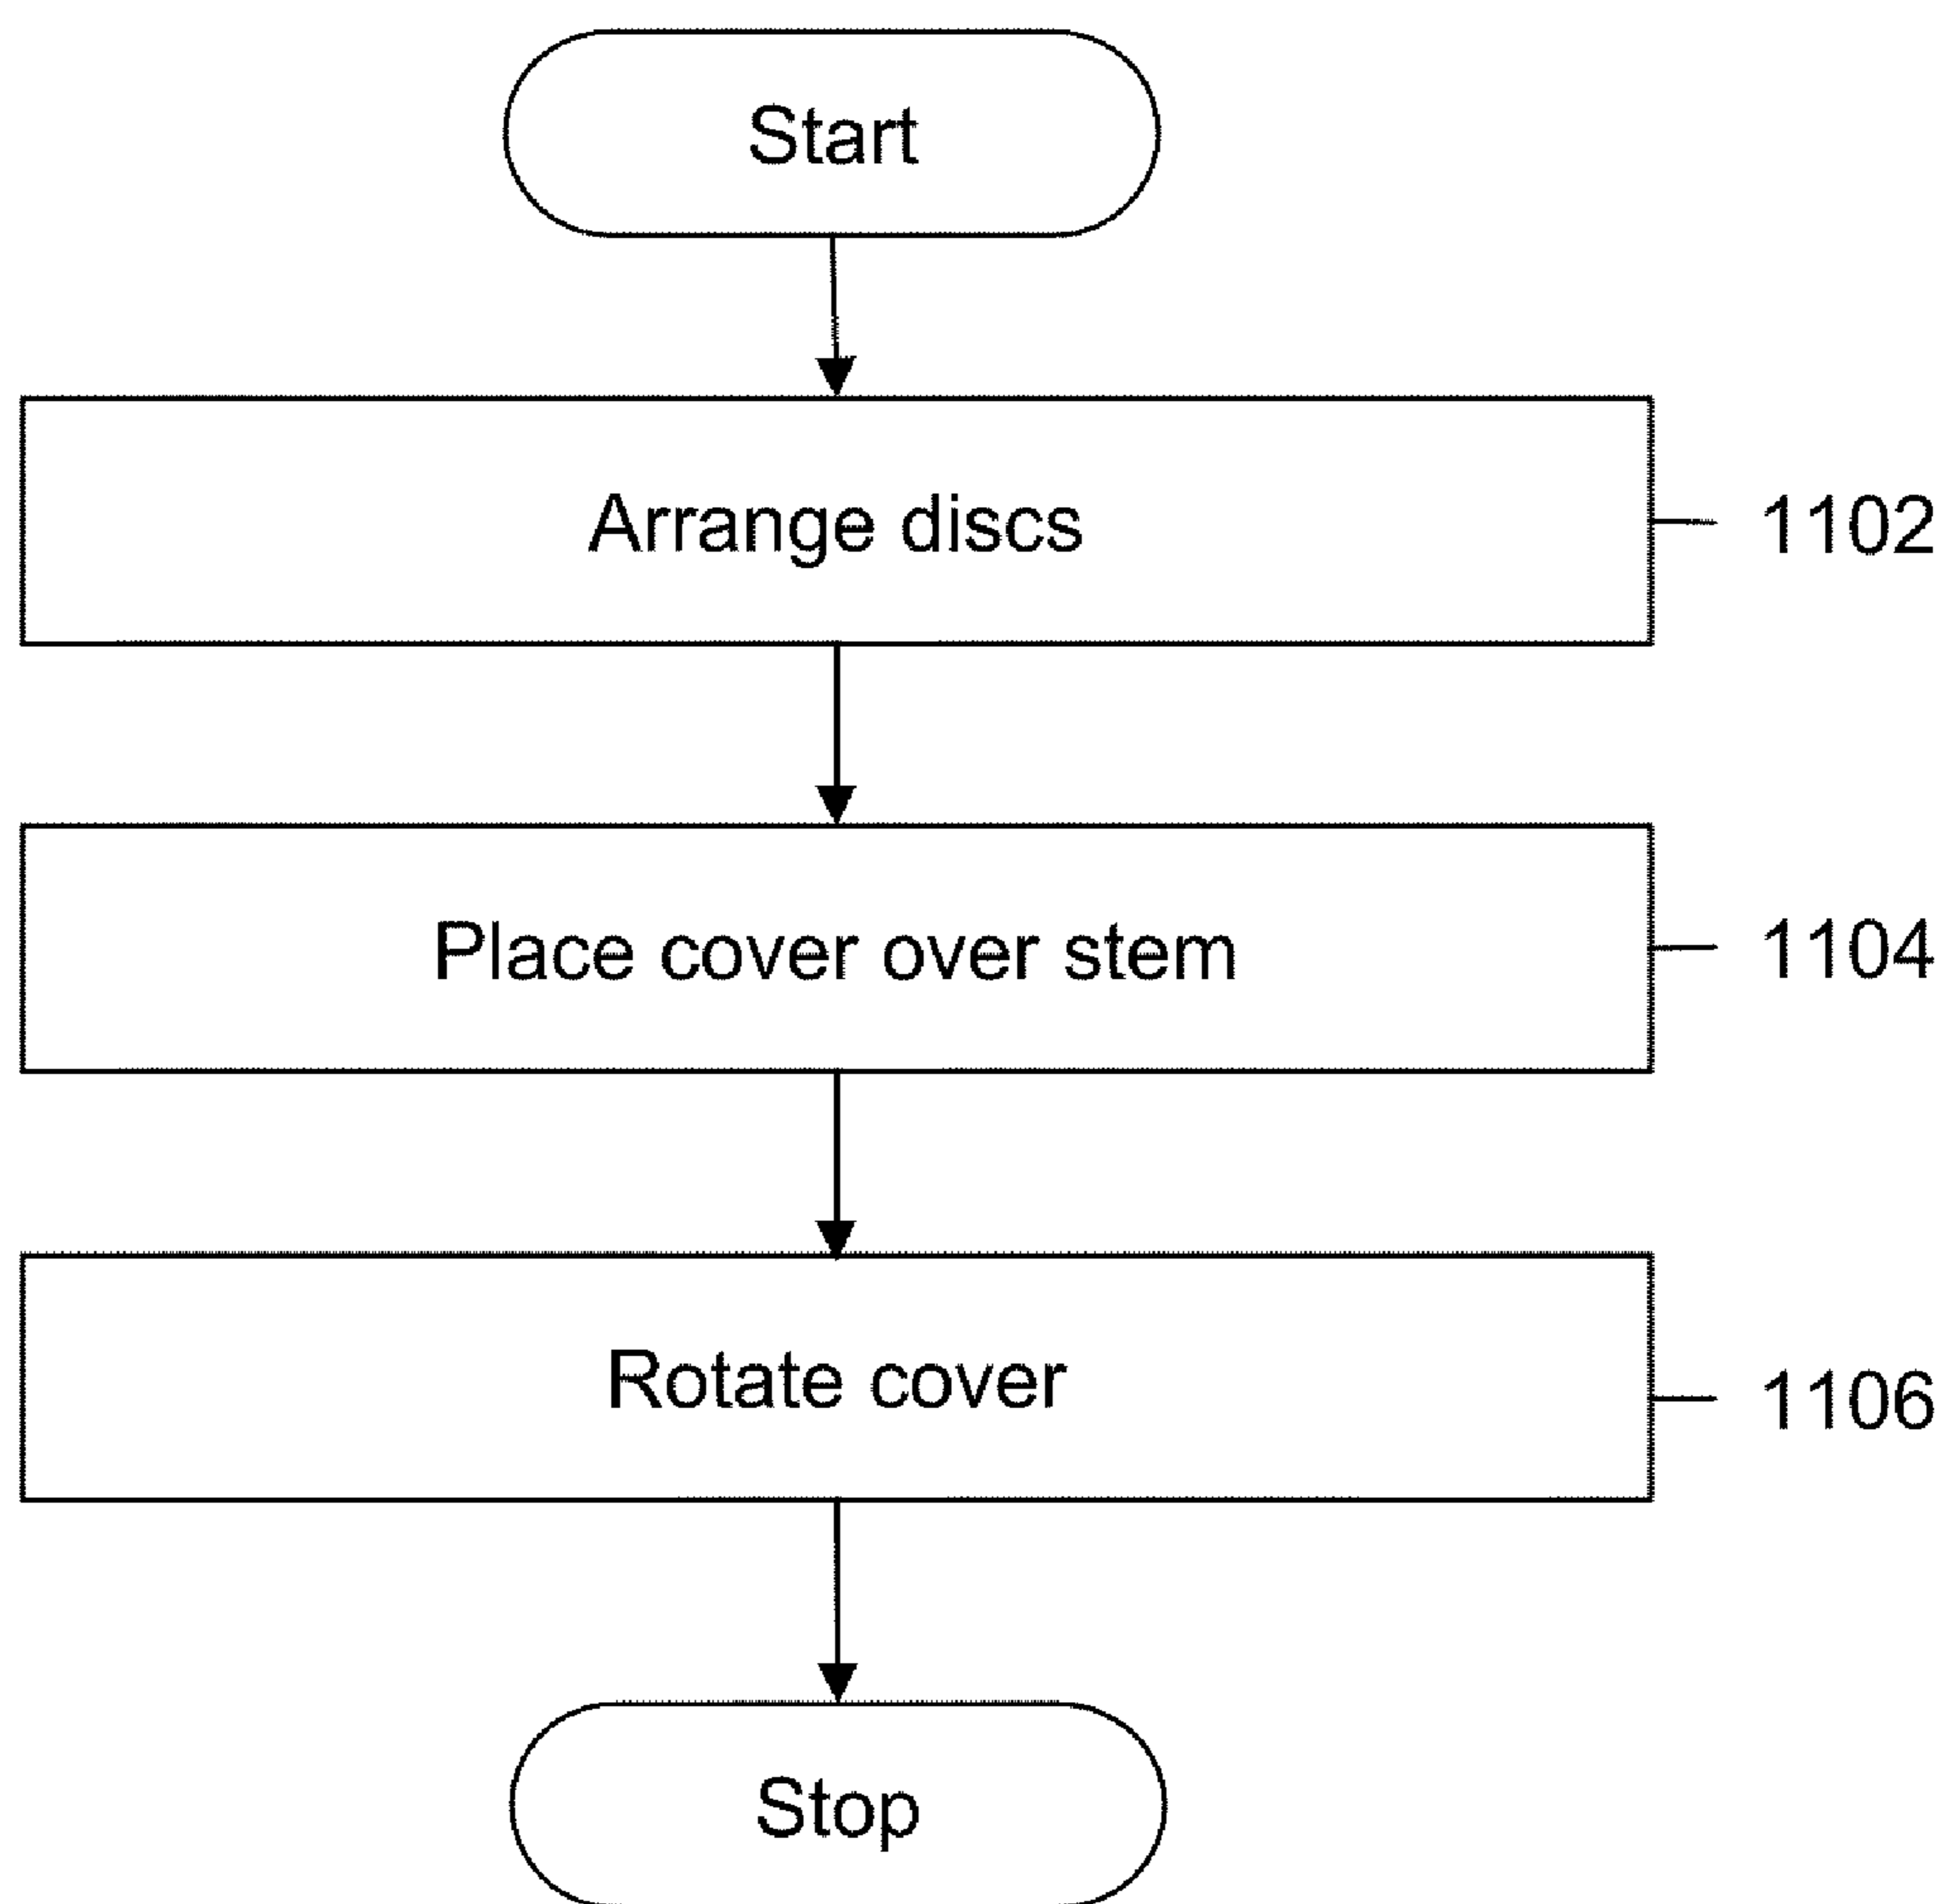 Start
Arrange discs
1102
Place cover over stem
1104
Rotate cover
1106
Stop